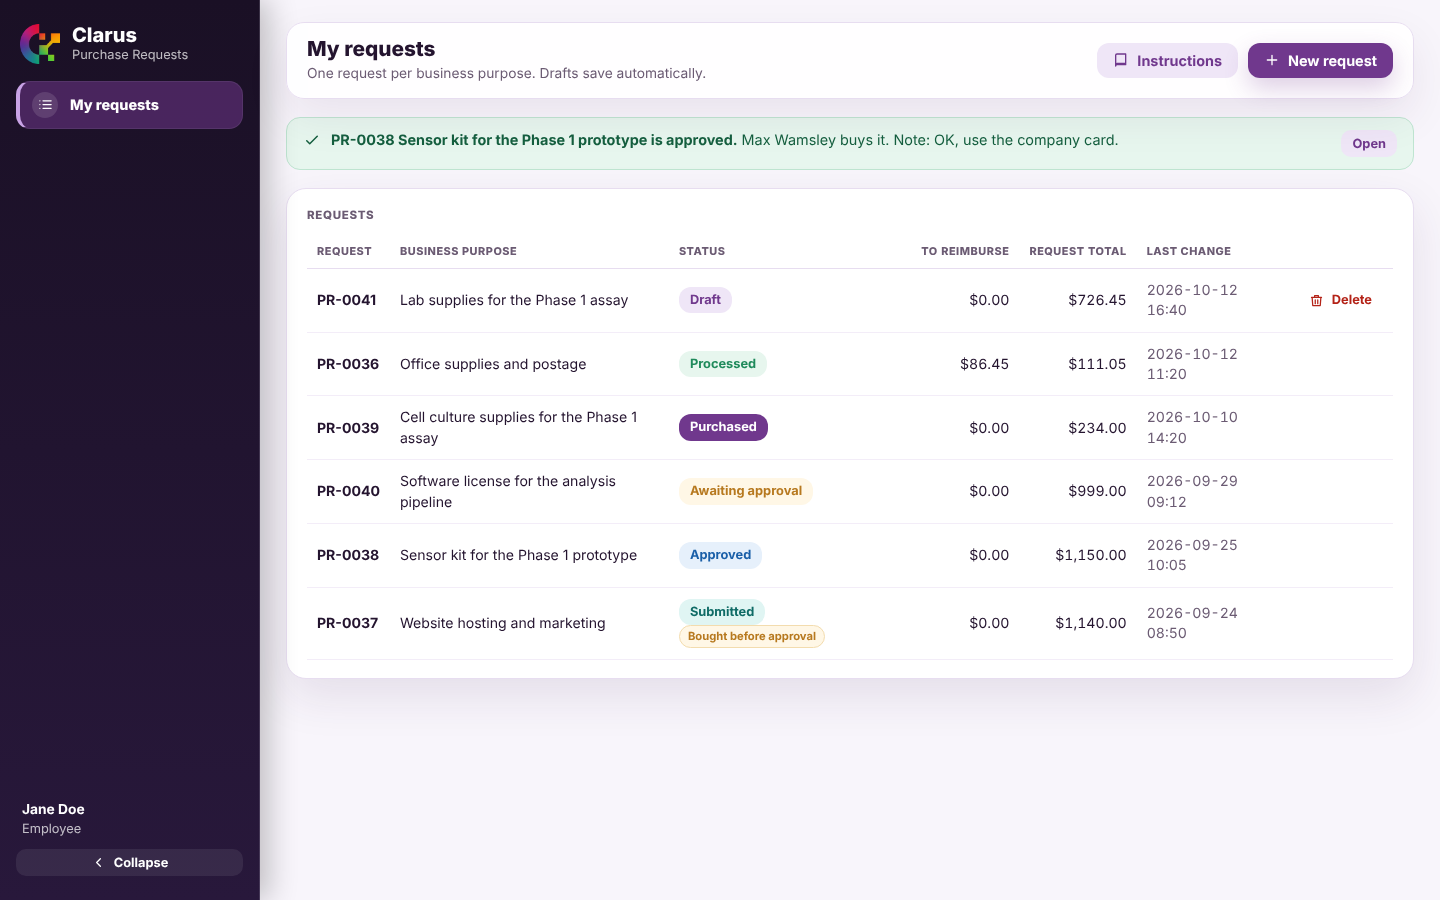 Clarus
Purchase Requests
My requests
Jane Doe
Employee
Collapse
My requests
One request per business purpose. Drafts save automatically.
Instructions
New request
PR-0038 Sensor kit for the Phase 1 prototype is approved. Max Wamsley buys it. Note: OK, use the company card.
Open
REQUESTS
REQUEST BUSINESS PURPOSE STATUS TO REIMBURSE REQUEST TOTAL LAST CHANGE
PR-0041 Lab supplies for the Phase 1 assay Draft $0.00 $726.45 2026-10-12
16:40 Delete
PR-0036 Office supplies and postage Processed $86.45 $111.05 2026-10-12
11:20
PR-0039 Cell culture supplies for the Phase 1
assay Purchased $0.00 $234.00 2026-10-10
14:20
PR-0040 Software license for the analysis
pipeline Awaiting approval $0.00 $999.00 2026-09-29
09:12
PR-0038 Sensor kit for the Phase 1 prototype Approved $0.00 $1,150.00 2026-09-25
10:05
PR-0037 Website hosting and marketing Submitted
Bought before approval $0.00 $1,140.00 2026-09-24
08:50